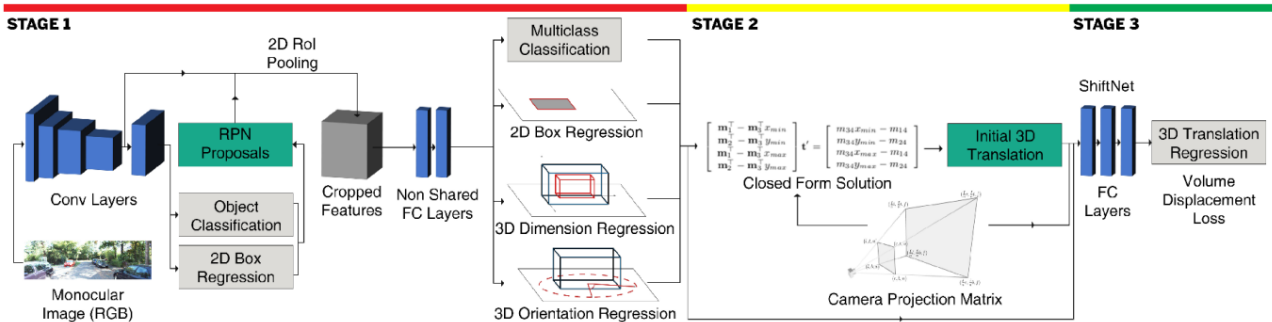 STAGE 1
STAGE 2
STAGE 3
2D RoI
Pooling
RPN
Proposals
Conv Layers
Object
Classification
2D Box
Regression
Monocular
Image (RGB)
Cropped
Features
Non Shared
FC Layers
Multiclass
Classification
2D Box Regression
3D Dimension Regression
3D Orientation Regression
Closed Form Solution
Initial 3D
Translation
Camera Projection Matrix
ShiftNet
FC
Layers
3D Translation
Regression
Volume
Displacement
Loss